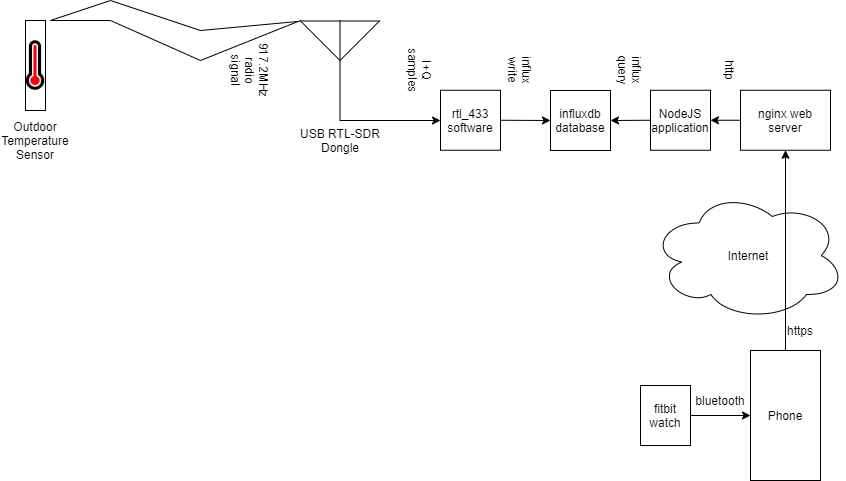 Outdoor
Temperature
Sensor
917.2MHz
radio
signal
USB RTL-SDR
Dongle
I+Q
samples
rtl_433
software
influx
write
influxdb
database
influx
query
NodeJS
application
http
nginx web
server
Internet
https
Phone
bluetooth
fitbit
watch